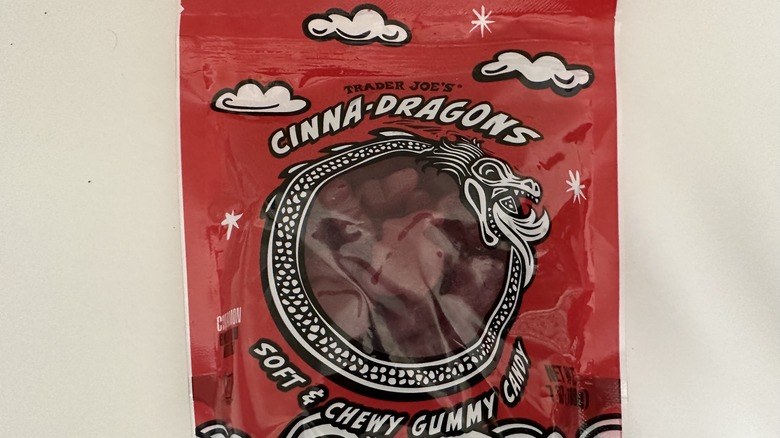 TRADER JOE'S
CINNA-DRAGONS
SOFT & CHEWY GUMMY CANDY